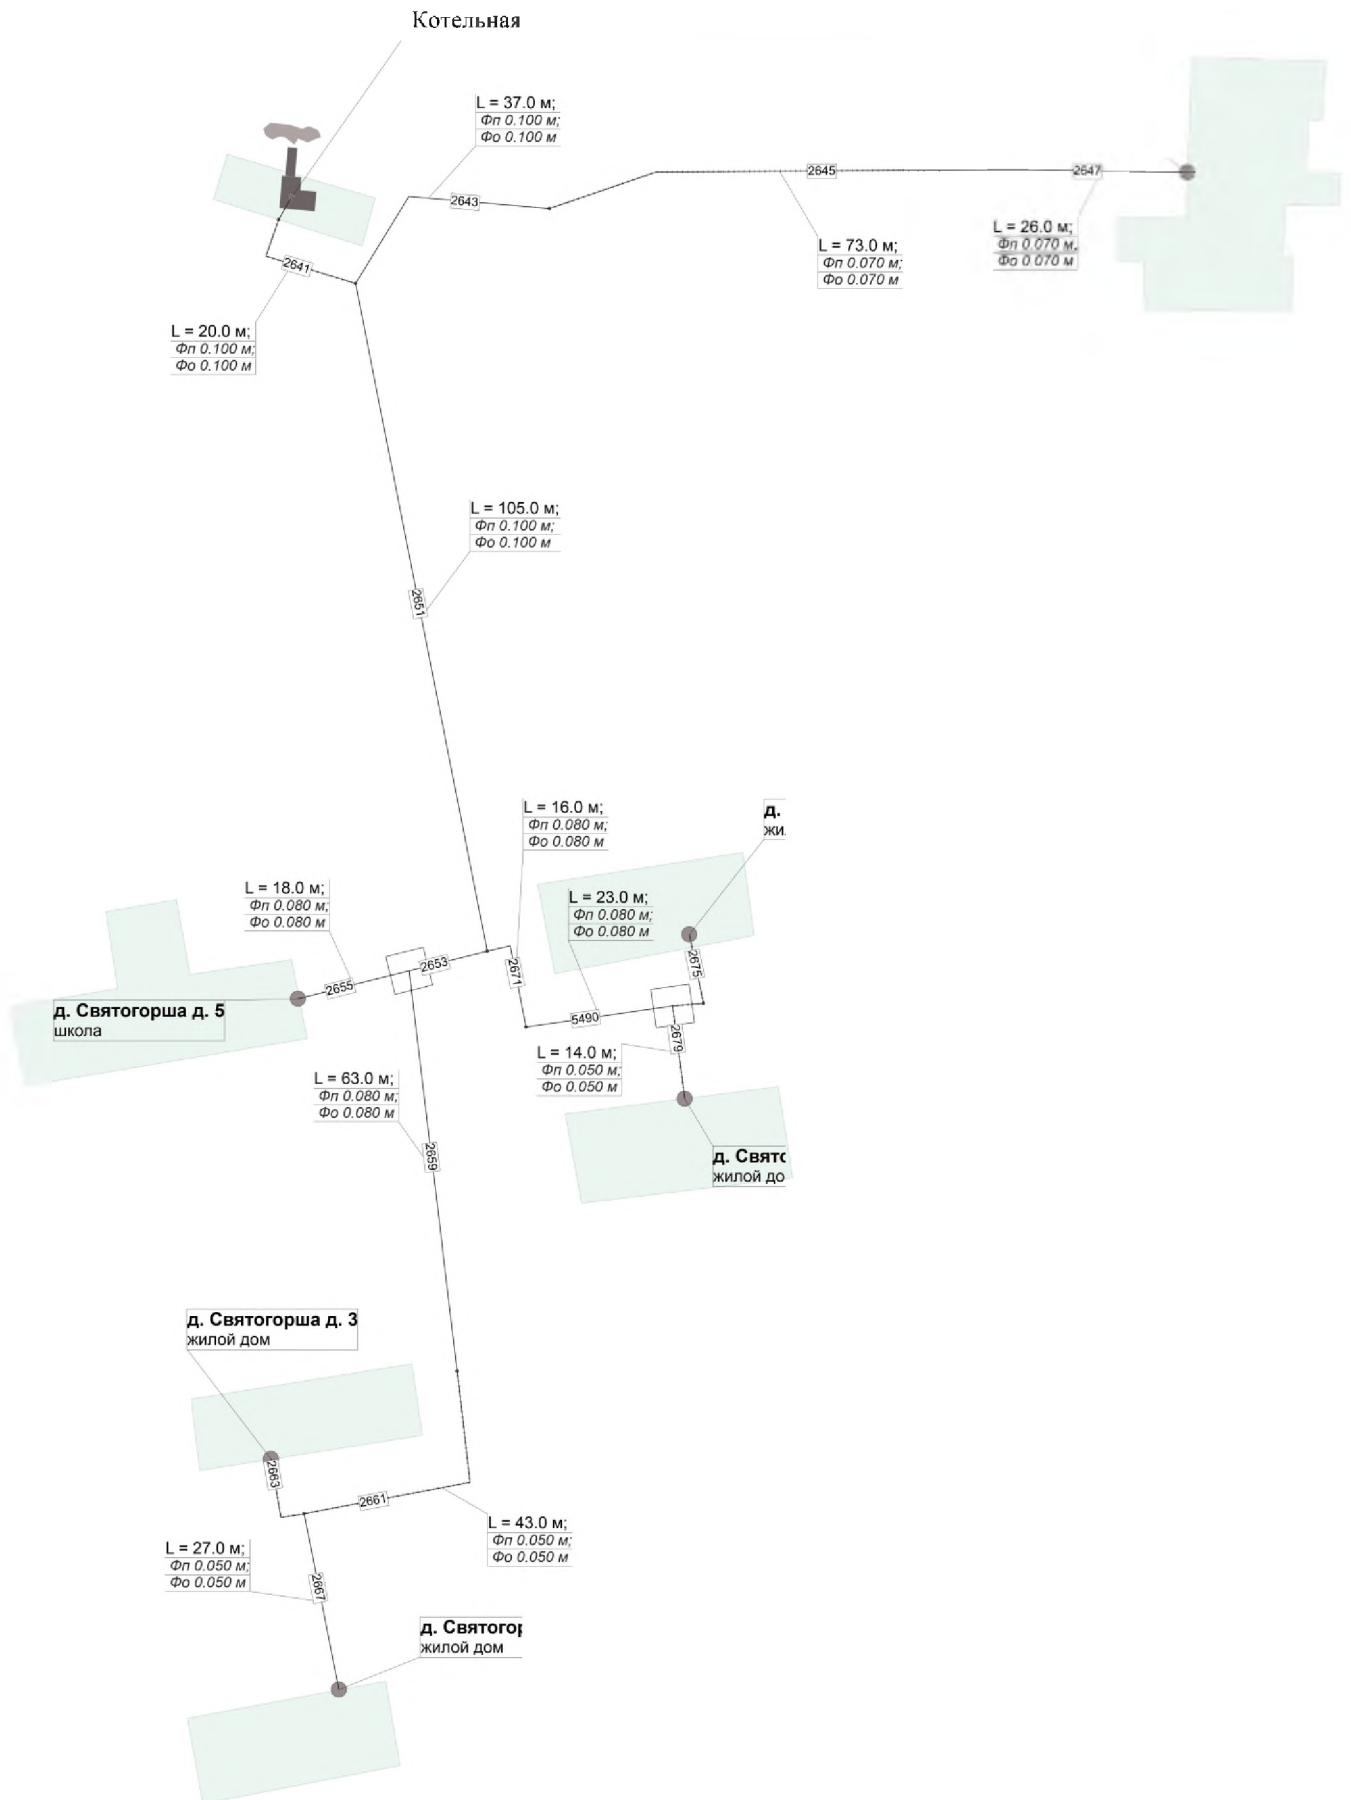 Котельная
L = 37.0 м;
Фп 0.100 м;
Фо 0.100 м
2645
2647
2643
L = 26.0 м;
Фп 0.070 м.
Фо 0.070 м
L = 73.0 м;
Фп 0.070 м;
Фо 0.070 м
2641
L = 20.0 м;
Фп 0.100 м;
Фо 0.100 м
L = 105.0 м;
Фп 0.100 м;
Фо 0.100 м
2651
L = 16.0 м;
Фп 0.080 м;
Фо 0.080 м
д.
жи
L = 18.0 м;
Фп 0.080 м;
Фо 0.080 м
L = 23.0 м;
Фп 0.080 м;
Фо 0.080 м
2653
2671
2675
2655
д. Святогорша д. 5
школа
5490
2679
L = 14.0 м;
Фп 0.050 м;
Фо 0.050 м
L = 63.0 м;
Фп 0.080 м;
Фо 0.080 м
2659
д. Свято
жилой до
д. Святогорша д. 3
жилой дом
2663
2661
L = 43.0 м;
Фп 0.050 м;
Фо 0.050 м
L = 27.0 м;
Фп 0.050 м;
Фо 0.050 м
2667
д. Святогор
жилой дом